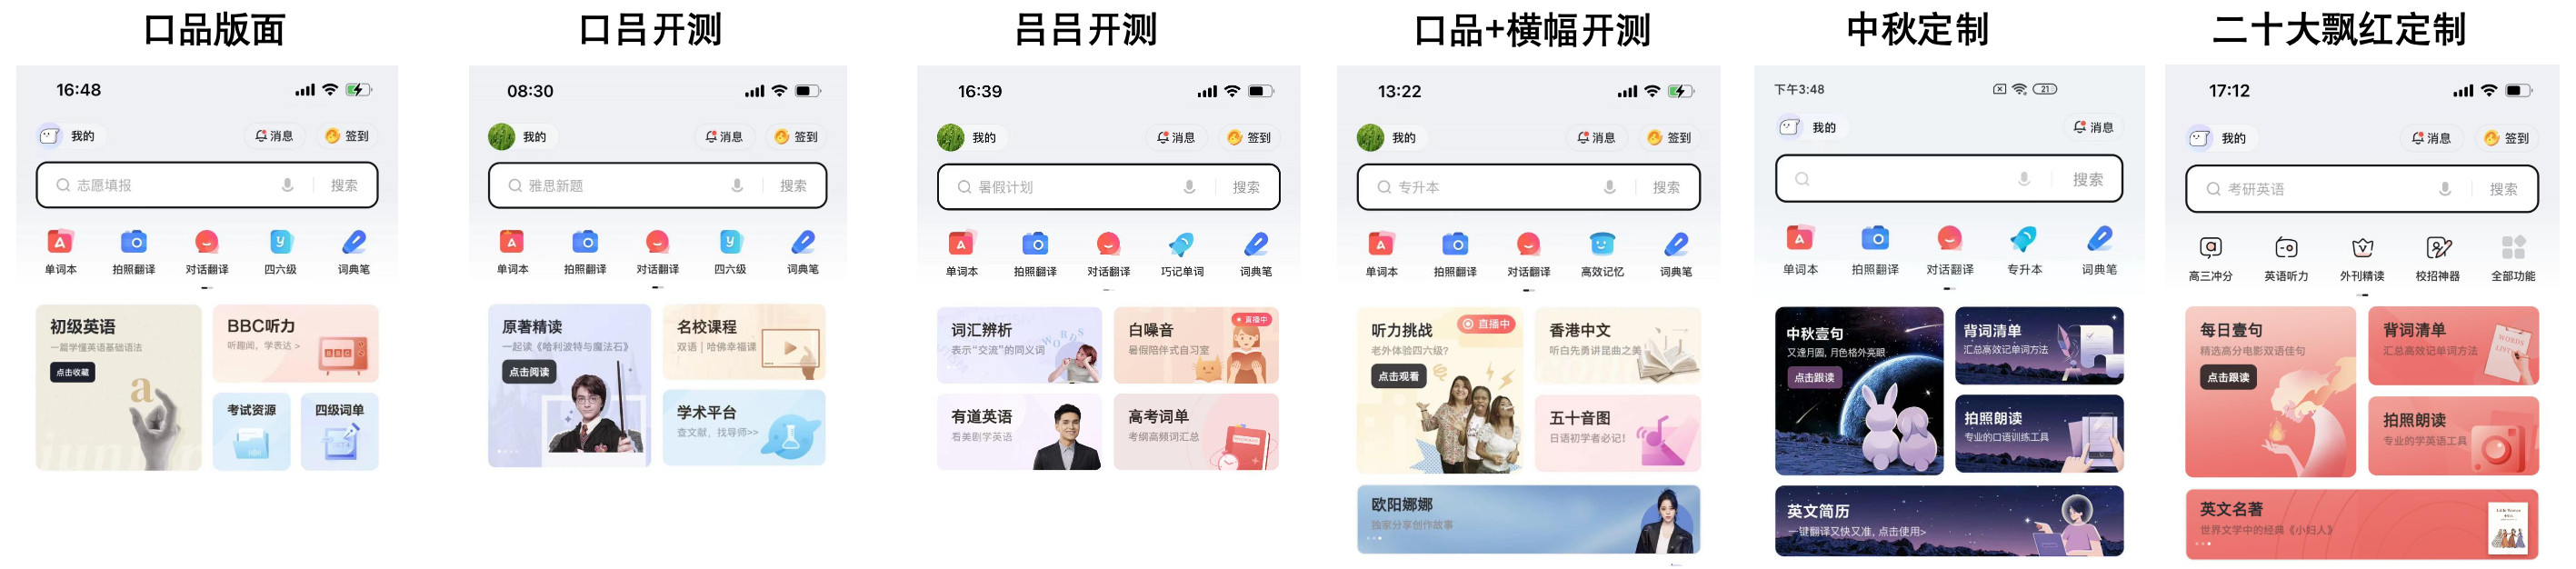 口品版面
16:48
我的
消息
签到
志愿填报
搜索
单词本
拍照翻译
对话翻译
四六级
词典笔
初级英语
一篇学懂英语基础语法
点击收藏
a
BBC听力
听趣闻，学表达 >
BBC
考试资源
四级词单
口吕开测
08:30
我的
消息
签到
雅思新题
搜索
单词本
拍照翻译
对话翻译
四六级
词典笔
原著精读
一起读《哈利波特与魔法石》
点击阅读
名校课程
双语 | 哈佛幸福课
学术平台
查文献，找导师>>
吕吕开测
16:39
我的
消息
签到
暑假计划
搜索
单词本
拍照翻译
对话翻译
巧记单词
词典笔
词汇辨析
表示“交流”的同义词
WORDS
白噪音
暑假陪伴式自习室
直播中
有道英语
看美剧学英语
高考词单
考纲高频词汇总
口品+横幅开测
13:22
我的
消息
签到
专升本
搜索
单词本
拍照翻译
对话翻译
高效记忆
词典笔
听力挑战
直播中
老外体验四六级?
点击观看
香港中文
听白先勇讲昆曲之美
五十音图
日语初学者必记!
欧阳娜娜
独家分享创作故事
中秋定制
下午3:48
21
我的
消息
搜索
单词本
拍照翻译
对话翻译
专升本
词典笔
中秋壹句
又逢月圆，月色格外亮眼
点击跟读
背词清单
汇总高效记单词方法
拍照朗读
专业的口语训练工具
英文简历
一键翻译又快又准，点击使用>
二十大飘红定制
17:12
我的
消息
签到
考研英语
搜索
高三冲分
英语听力
外刊精读
校招神器
全部功能
每日壹句
精选高分电影双语佳句
点击跟读
背词清单
汇总高效记单词方法
WORDS
LIST
拍照朗读
专业的学英语工具
英文名著
世界文学中的经典《小妇人》